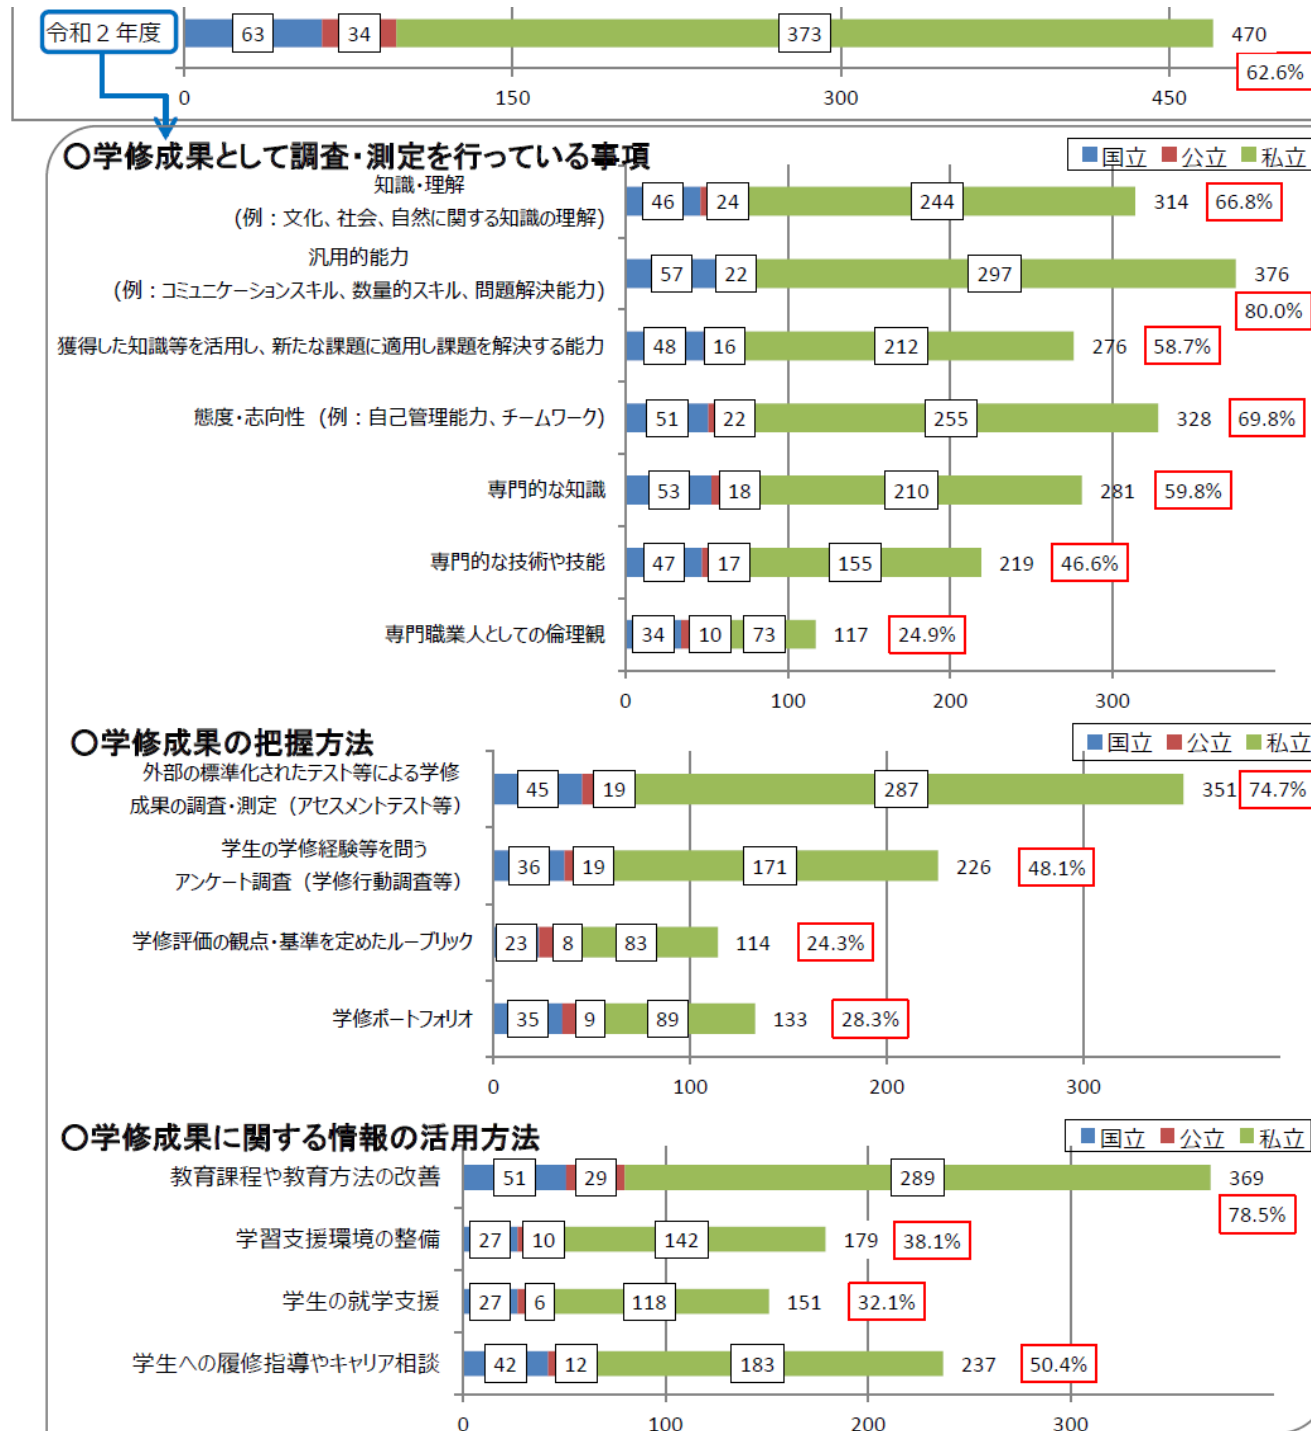 令和２年度 63 34 373 470
62.6%
0 150 300 450
〇学修成果として調査・測定を行っている事項
国立 公立 私立
知識・理解
(例：文化、社会、自然に関する知識の理解)
46 24 244 314 66.8%
汎用的能力
(例：コミュニケーションスキル、数量的スキル、問題解決能力)
57 22 297 376
80.0%
獲得した知識等を活用し、新たな課題に適用し課題を解決する能力 48 16 212 276 58.7%
態度・志向性 (例：自己管理能力、チームワーク) 51 22 255 328 69.8%
専門的な知識 53 18 210 281 59.8%
専門的な技術や技能 47 17 155 219 46.6%
専門職業人としての倫理観 34 10 73 117 24.9%
0 100 200 300
〇学修成果の把握方法
国立 公立 私立
外部の標準化されたテスト等による学修
成果の調査・測定 (アセスメントテスト等)
45 19 287 351 74.7%
学生の学修経験等を問う
アンケート調査 (学修行動調査等)
36 19 171 226 48.1%
学修評価の観点・基準を定めたルーブリック 23 8 83 114 24.3%
学修ポートフォリオ 35 9 89 133 28.3%
0 100 200 300
〇学修成果に関する情報の活用方法
国立 公立 私立
教育課程や教育方法の改善 51 29 289 369
78.5%
学習支援環境の整備 27 10 142 179 38.1%
学生の就学支援 27 6 118 151 32.1%
学生への履修指導やキャリア相談 42 12 183 237 50.4%
0 100 200 300